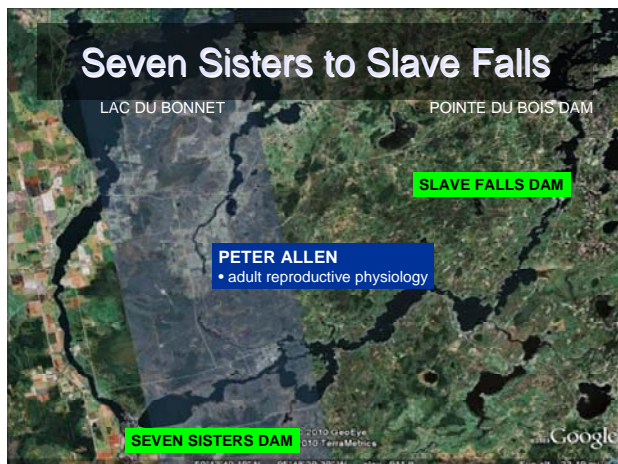 Seven Sisters to Slave Falls
LAC DU BONNET
POINTE DU BOIS DAM
SLAVE FALLS DAM
PETER ALLEN
• adult reproductive physiology
SEVEN SISTERS DAM
2010 GeoEye
2010 TerraMetrics
Google